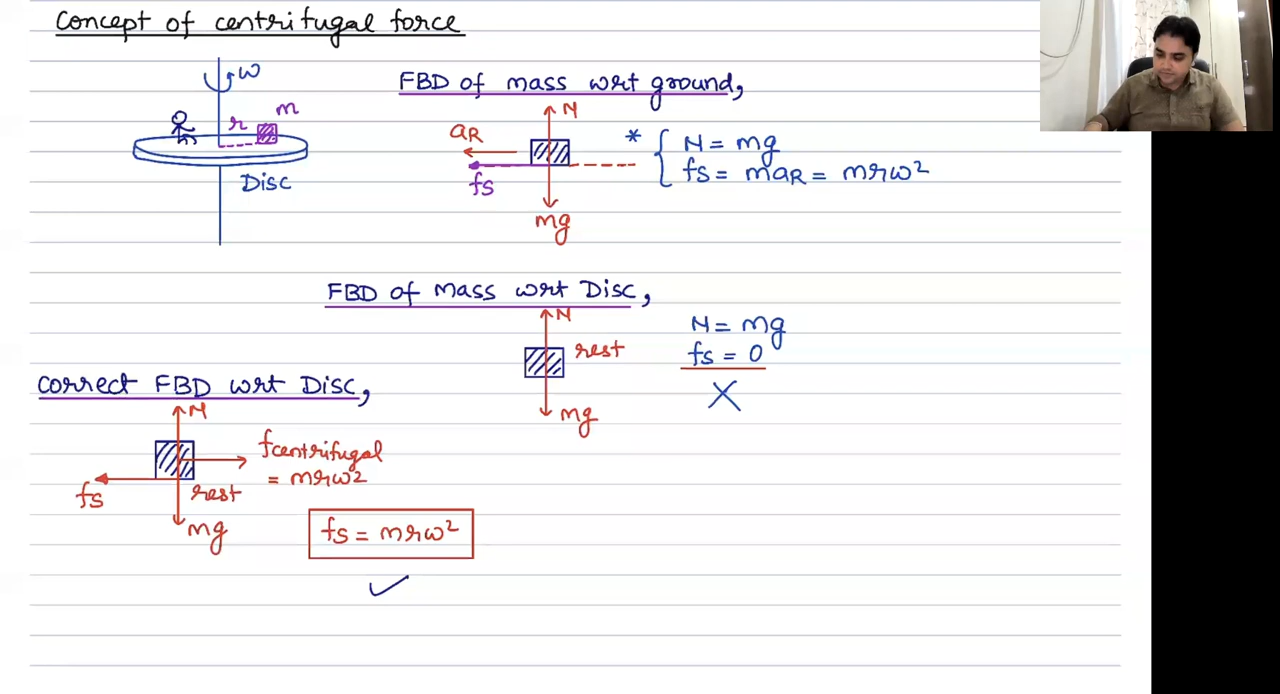 Concept of centrifugal force
ω
m
r
Disc
FBD of mass wrt ground,
N
aR
fs
mg
* { N = mg
fs = maR = mrω²
FBD of Mass wrt Disc,
N
rest
mg
N = mg
fs = 0
X
Correct FBD wrt Disc,
N
fcentrifugal
= mrω²
fs
rest
mg
fs = mrω²
✓